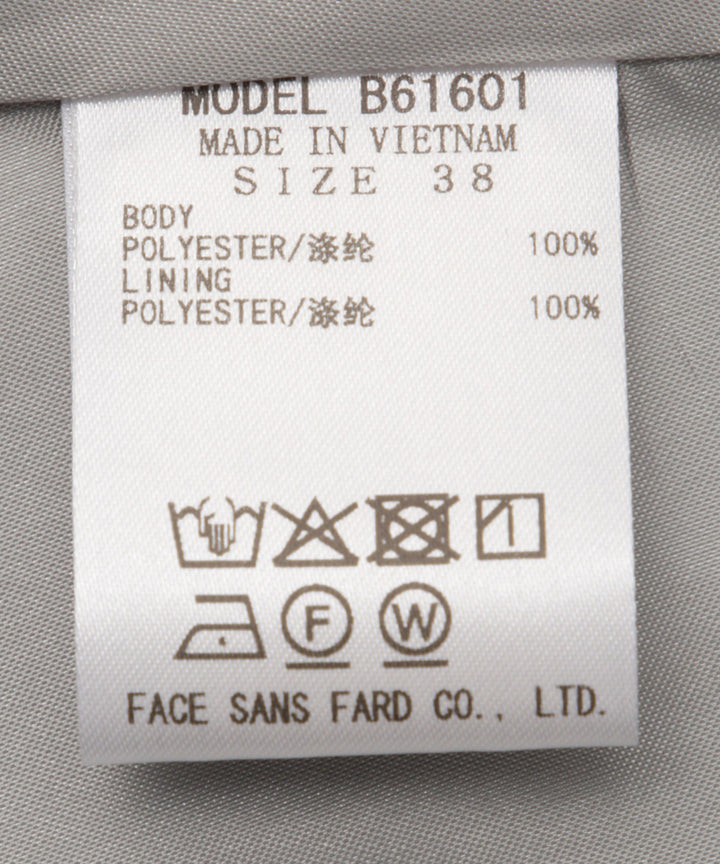 MODEL B61601
MADE IN VIETNAM
SIZE 38
BODY
POLYESTER/涤纶 100%
LINING
POLYESTER/涤纶 100%
F W
FACE SANS FARD CO., LTD.